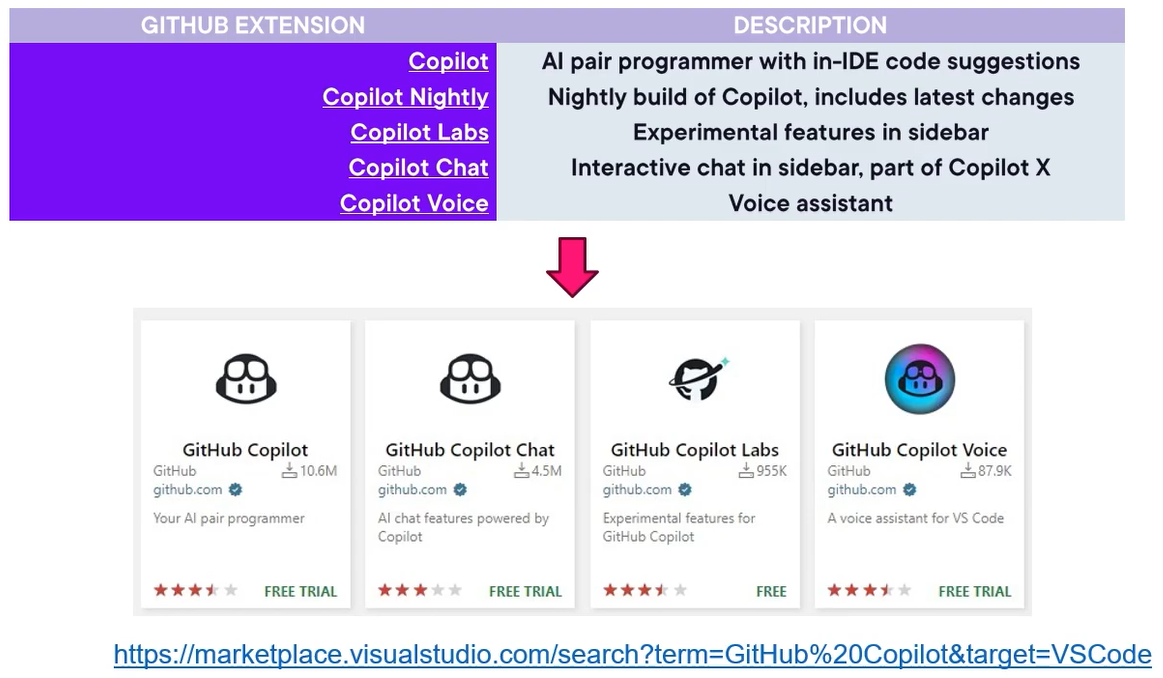 GITHUB EXTENSION DESCRIPTION
Copilot AI pair programmer with in-IDE code suggestions
Copilot Nightly Nightly build of Copilot, includes latest changes
Copilot Labs Experimental features in sidebar
Copilot Chat Interactive chat in sidebar, part of Copilot X
Copilot Voice Voice assistant
GitHub Copilot
GitHub 10.6M
github.com
Your AI pair programmer
FREE TRIAL
GitHub Copilot Chat
GitHub 4.5M
github.com
AI chat features powered by
Copilot
FREE TRIAL
GitHub Copilot Labs
GitHub 955K
github.com
Experimental features for
GitHub Copilot
FREE
GitHub Copilot Voice
GitHub 87.9K
github.com
A voice assistant for VS Code
FREE TRIAL
https://marketplace.visualstudio.com/search?term=GitHub%20Copilot&target=VSCode